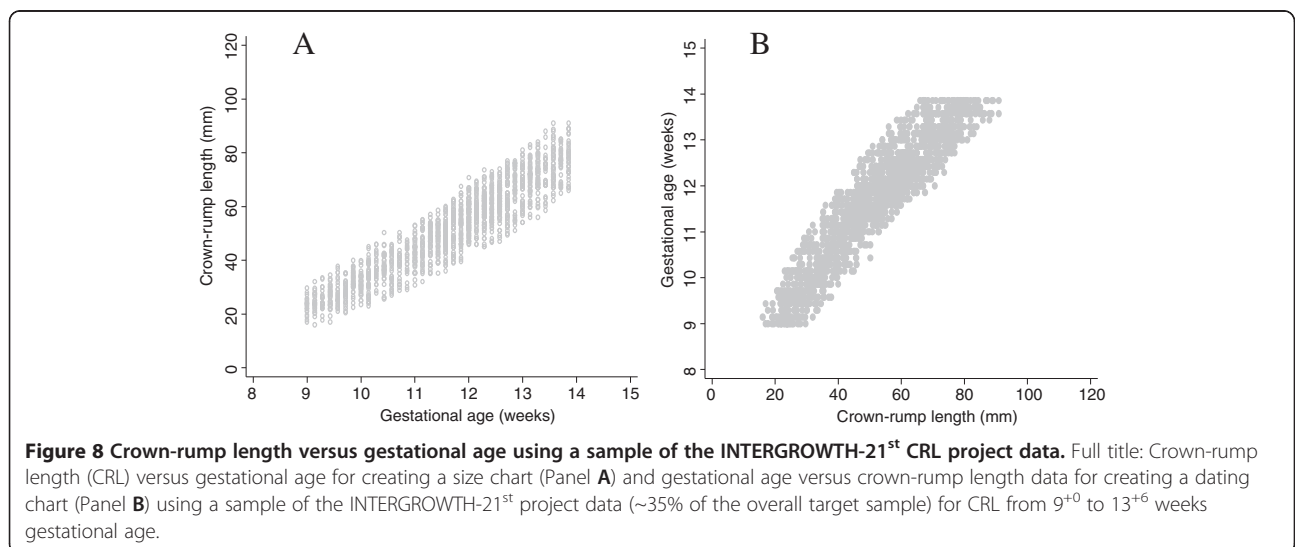 A
B
120
100
80
60
40
20
0
Crown-rump length (mm)
8 9 10 11 12 13 14 15
Gestational age (weeks)
15
14
13
12
11
10
9
8
Gestational age (weeks)
0 20 40 60 80 100 120
Crown-rump length (mm)
Figure 8 Crown-rump length versus gestational age using a sample of the INTERGROWTH-21st CRL project data. Full title: Crown-rump
length (CRL) versus gestational age for creating a size chart (Panel A) and gestational age versus crown-rump length data for creating a dating
chart (Panel B) using a sample of the INTERGROWTH-21st project data (~35% of the overall target sample) for CRL from 9+0 to 13+6 weeks
gestational age.